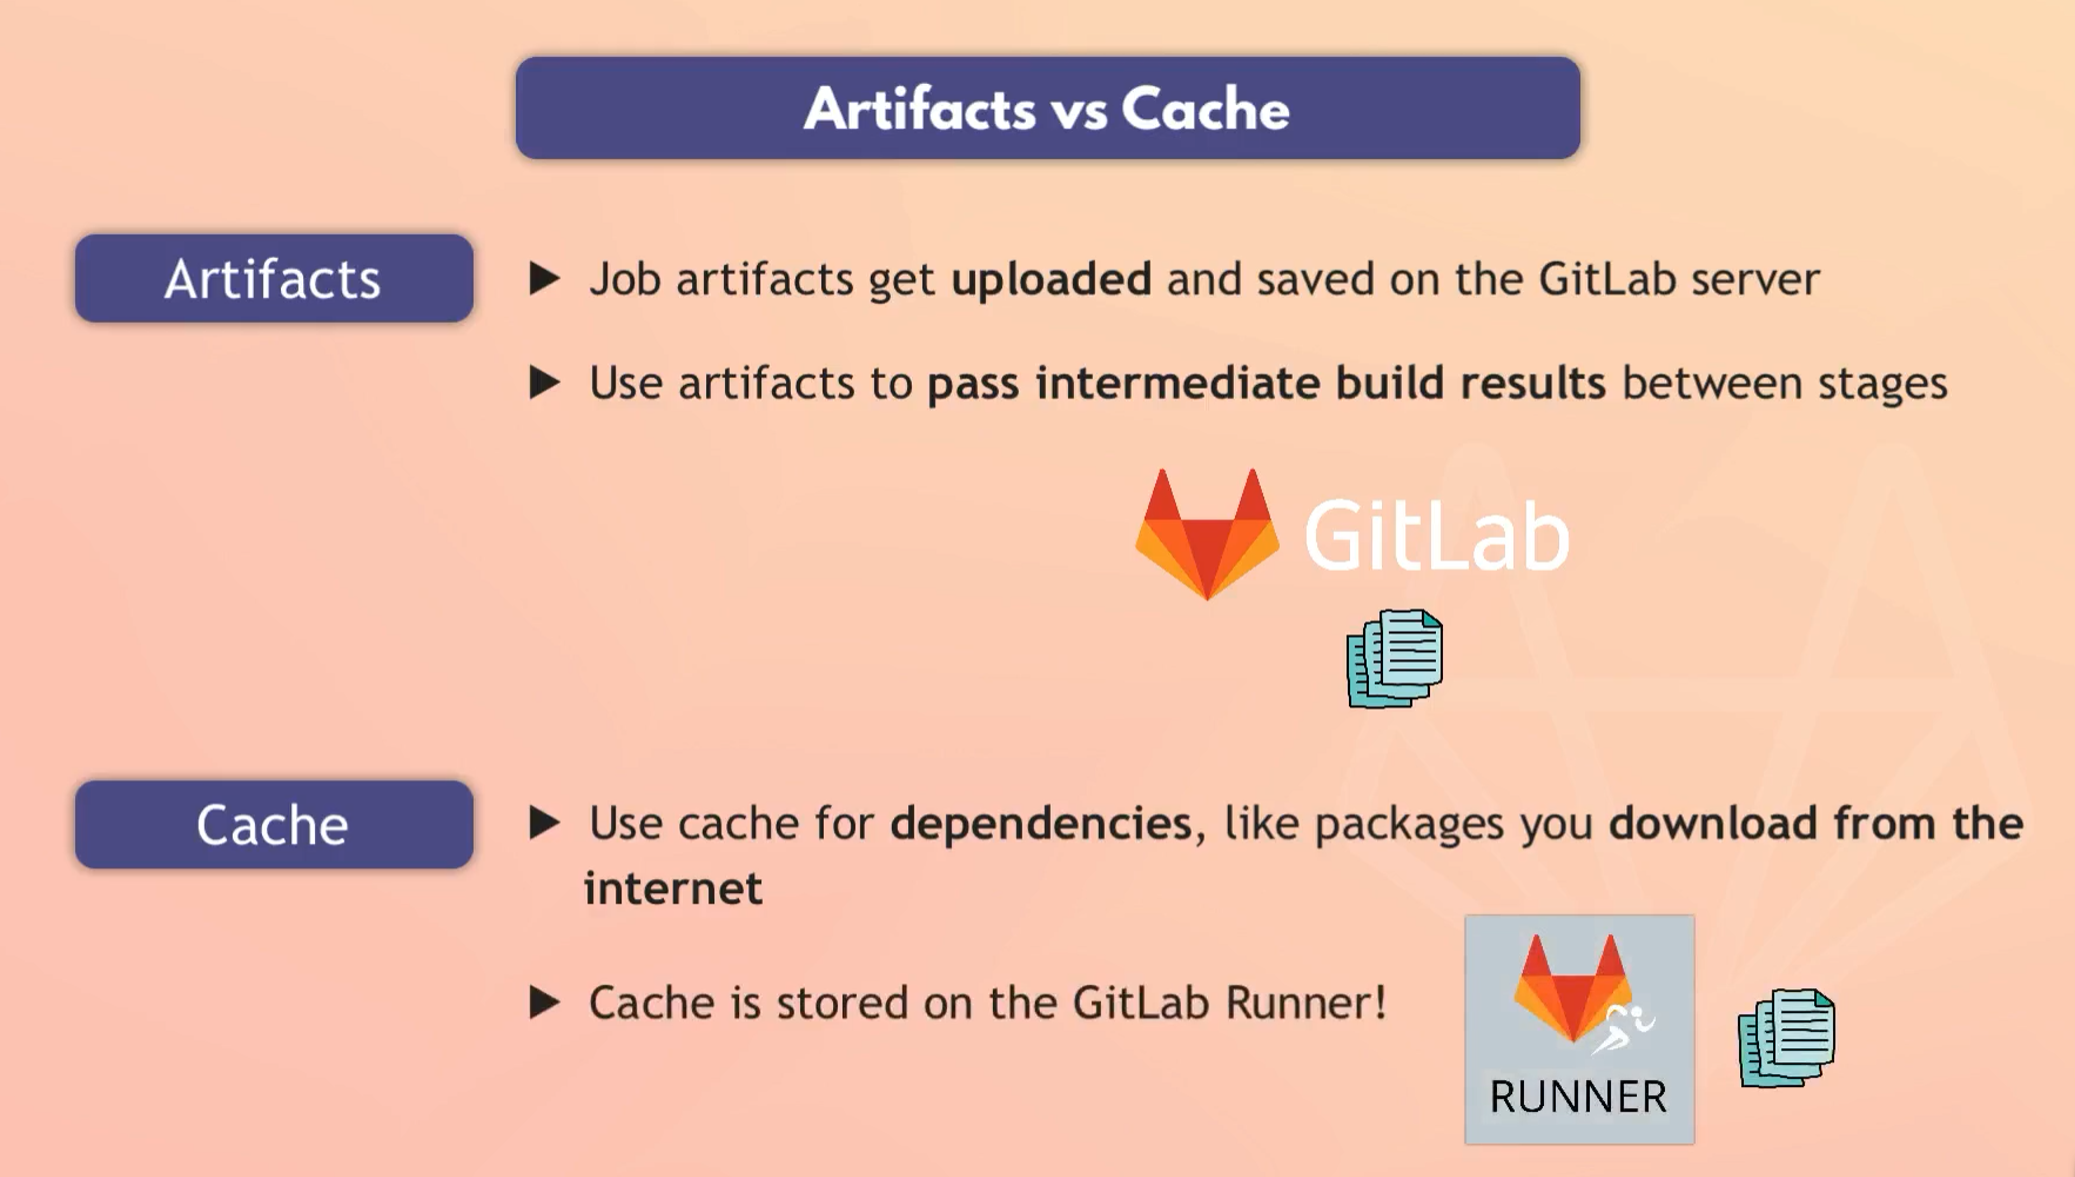 Artifacts vs Cache
Artifacts
▶ Job artifacts get uploaded and saved on the GitLab server
▶ Use artifacts to pass intermediate build results between stages
GitLab
Cache
▶ Use cache for dependencies, like packages you download from the
internet
▶ Cache is stored on the GitLab Runner!
RUNNER